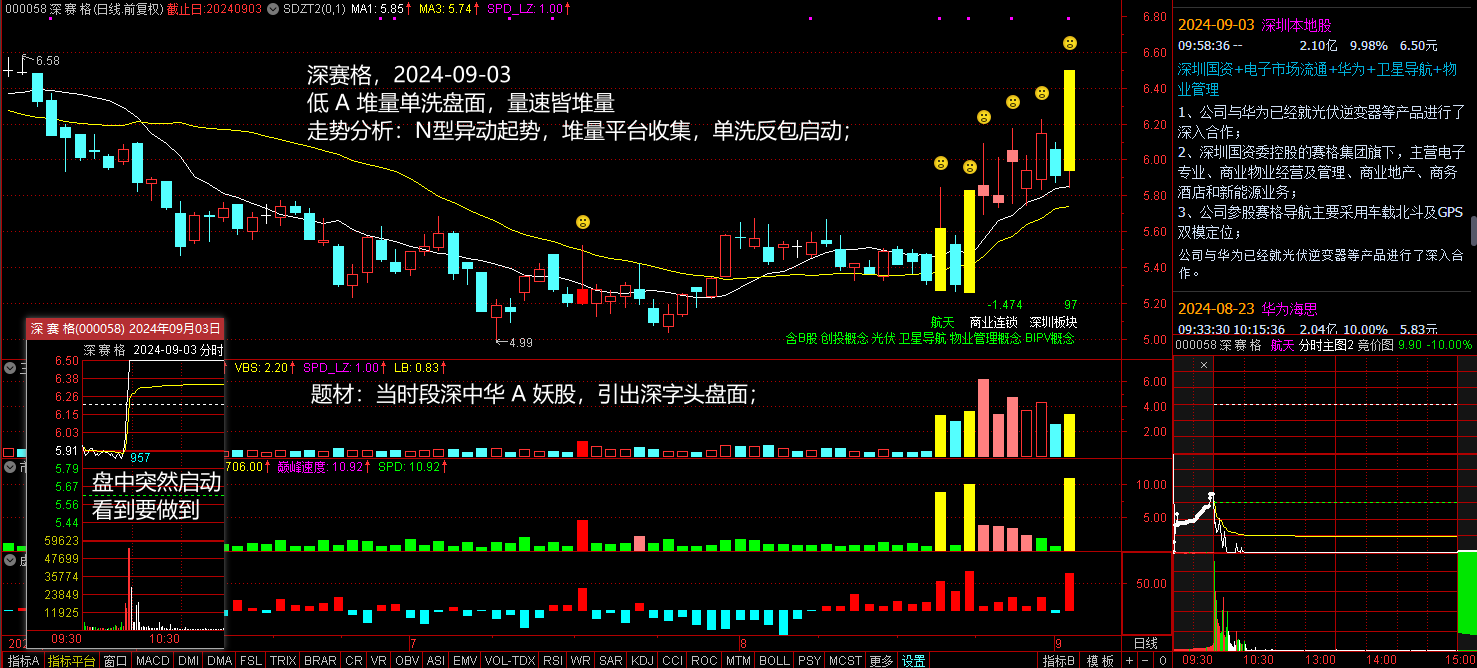 000058 深 赛 格(日线.前复权) 截止日:20240903 SDZT2(0,1) MA1: 5.85↑ MA3: 5.74↑ SPD_LZ: 1.00↑
6.58
深赛格，2024-09-03
低 A 堆量单洗盘面，量速皆堆量
走势分析：N型异动起势，堆量平台收集，单洗反包启动；
4.99
-1.474 97
航天 商业连锁 深圳板块
含B股 创投概念 光伏 卫星导航 物业管理概念 BIPV概念
6.80
6.60
6.40
6.20
6.00
5.80
5.60
5.40
5.20
5.00
VBS: 2.20↑ SPD_LZ: 1.00↑ LB: 0.83↑
题材：当时段深中华 A 妖股，引出深字头盘面；
6.00
4.00
2.00
706.00↑ 巅峰速度: 10.92↑ SPD: 10.92↑
10.00
5.00
50.00
7 8 9 日线
深 赛 格(000058) 2024年09月03日
深 赛 格 2024-09-03 分时
6.50
6.38
6.26
6.15
6.03
5.91
5.79
5.67
5.56
5.44
957
盘中突然启动
看到要做到
59623
47699
35774
23849
11925
09:30 10:30
指标A 指标平台 窗口 MACD DMI DMA FSL TRIX BRAR CR VR OBV ASI EMV VOL-TDX RSI WR SAR KDJ CCI ROC MTM BOLL PSY MCST 更多 设置 指标B 模 板 + - 0
2024-09-03 深圳本地股
09:58:36 -- 2.10亿 9.98% 6.50元
深圳国资+电子市场流通+华为+卫星导航+物
业管理
1、公司与华为已经就光伏逆变器等产品进行了
深入合作；
2、深圳国资委控股的赛格集团旗下，主营电子
专业、商业物业经营及管理、商业地产、商务
酒店和新能源业务；
3、公司参股赛格导航主要采用车载北斗及GPS
双模定位；
公司与华为已经就光伏逆变器等产品进行了深入合
作。
2024-08-23 华为海思
09:33:30 10:15:36 2.04亿 10.00% 5.83元
000058 深 赛 格 航天 分时主图2 竞价图 9.90 -10.00%
09:30 10:30 13:00 14:00 15:00